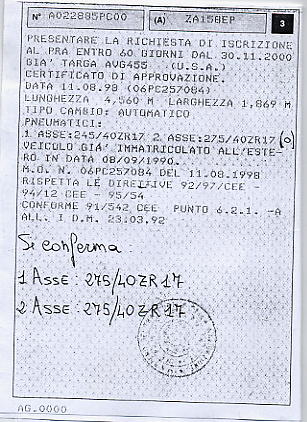 N° A022885PC00 (A) ZA158EP 3
PRESENTARE LA RICHIESTA DI ISCRIZIONE
AL PRA ENTRO 60 GIORNI DAL 30.11.2000
GIA' TARGA AVG455 (U.S.A.)
CERTIFICATO DI APPROVAZIONE.
DATA 11.08.98 (06PC257084)
LUNGHEZZA 4,560 M LARGHEZZA 1,869 M
TIPO CAMBIO: AUTOMATICO
PNEUMATICI:
1 ASSE:245/40ZR17 2 ASSE:275/40ZR17 (o)
VEICOLO GIA' IMMATRICOLATO ALL'ESTE-
RO IN DATA 08/09/1990.
M.O. N. 06PC257084 DEL 11.08.1998
RISPETTA LE DIRETTIVE 92/97/CEE -
94/12 CEE - 95/54
CONFORME 91/542 CEE PUNTO 6.2.1. -A
ALL. I D.M. 23.03.92
Si conferma:
1 ASSE: 275/40ZR17
2 ASSE: 275/40ZR17
AG.0000